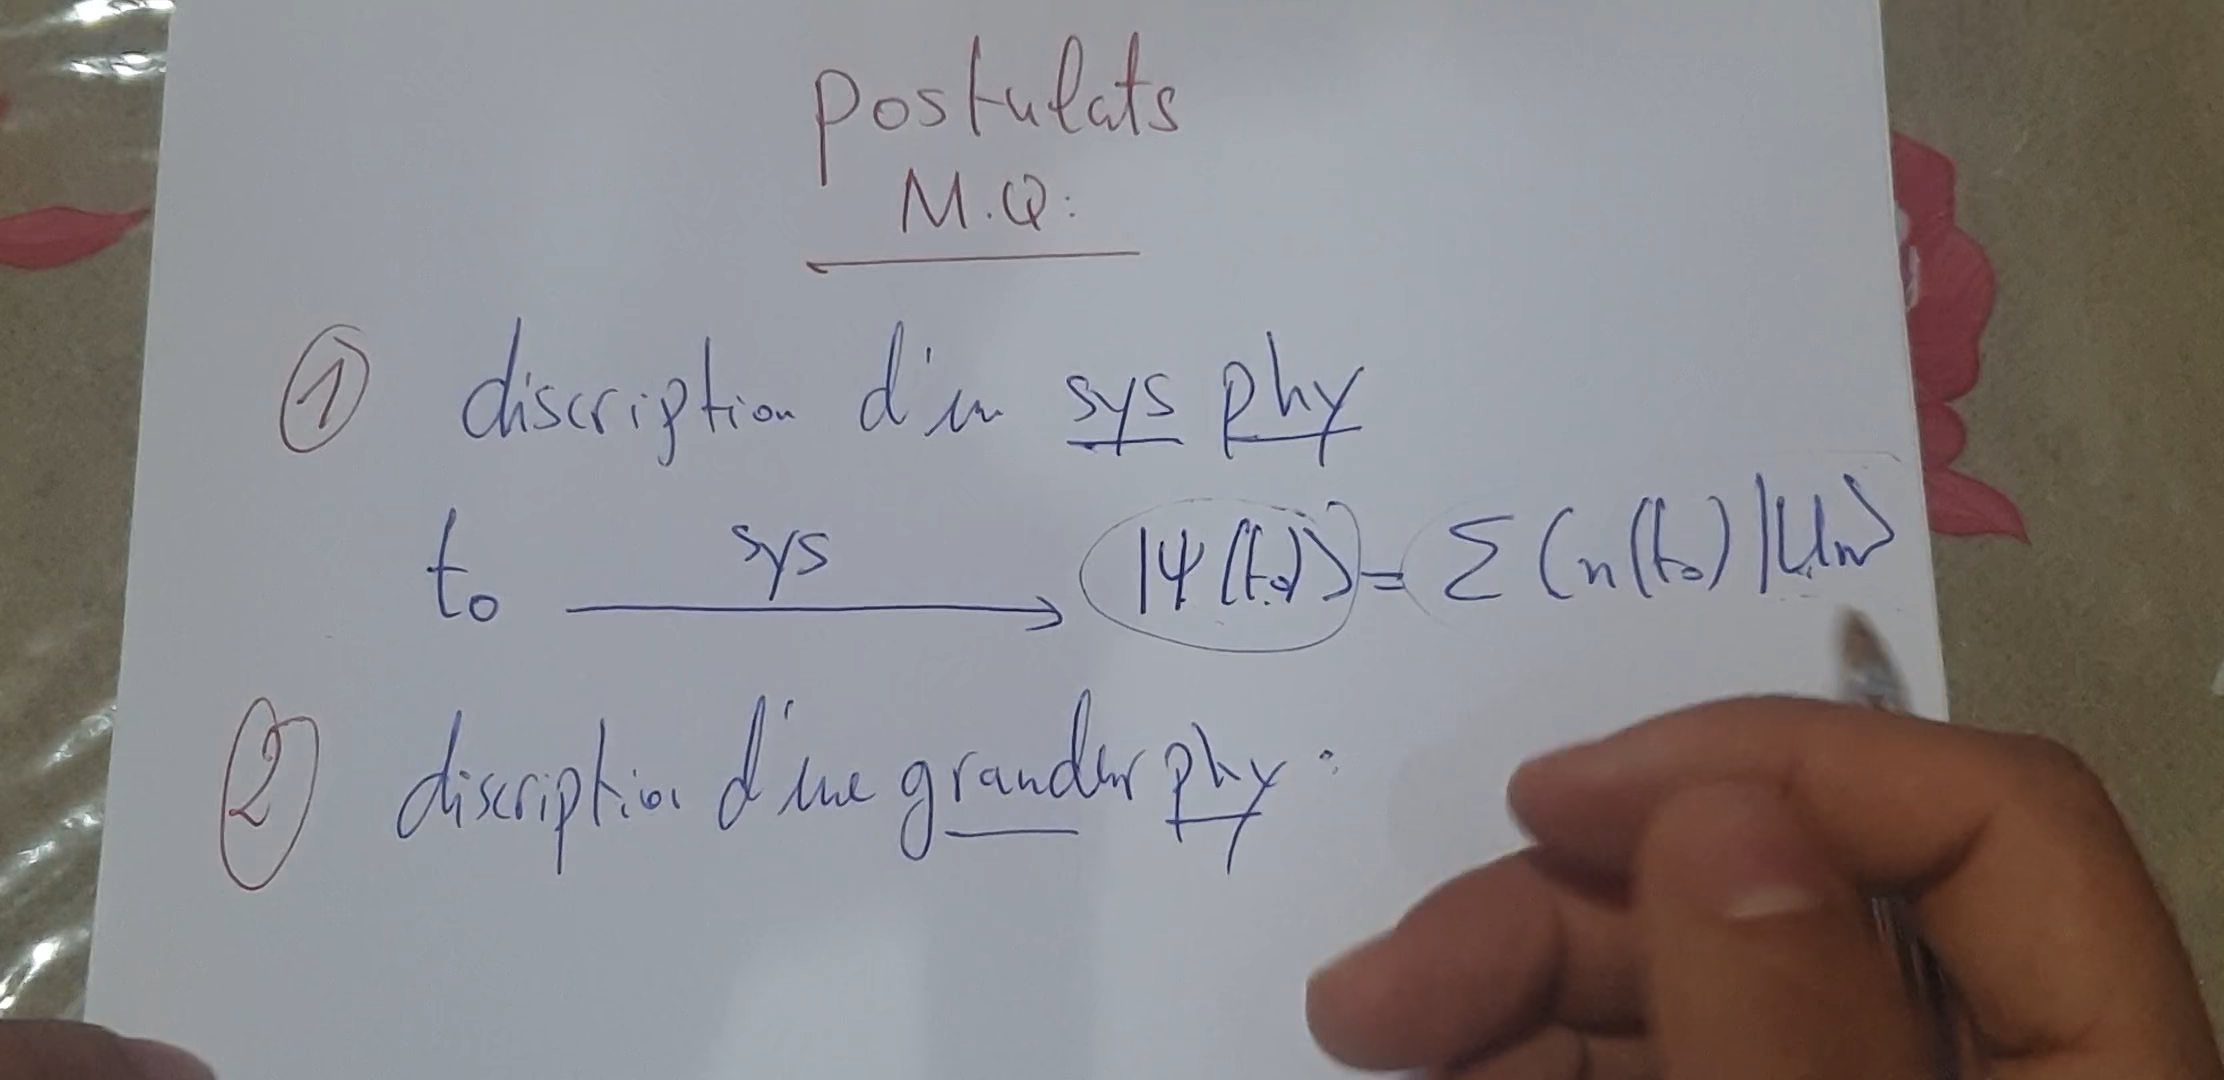 Postulats
M.Q:
① discription d'un sys phy
t₀ sys → |Ψ(t₀)⟩ = Σ Cn(t₀) |Un⟩
② discription d'une grandeur phy :